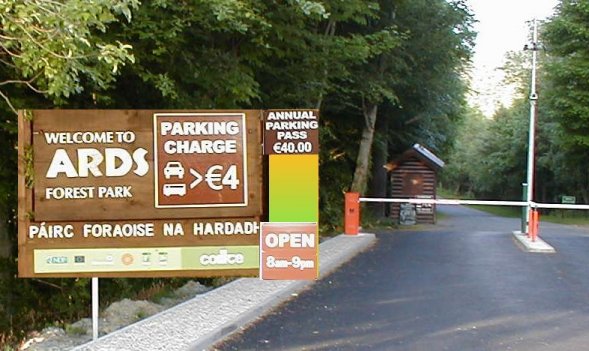 WELCOME TO
ARDS
FOREST PARK
PARKING
CHARGE
>€4
PÁIRC FORAOISE NA HARDADH
coillte
ANNUAL
PARKING
PASS
€40.00
OPEN
8am-9pm